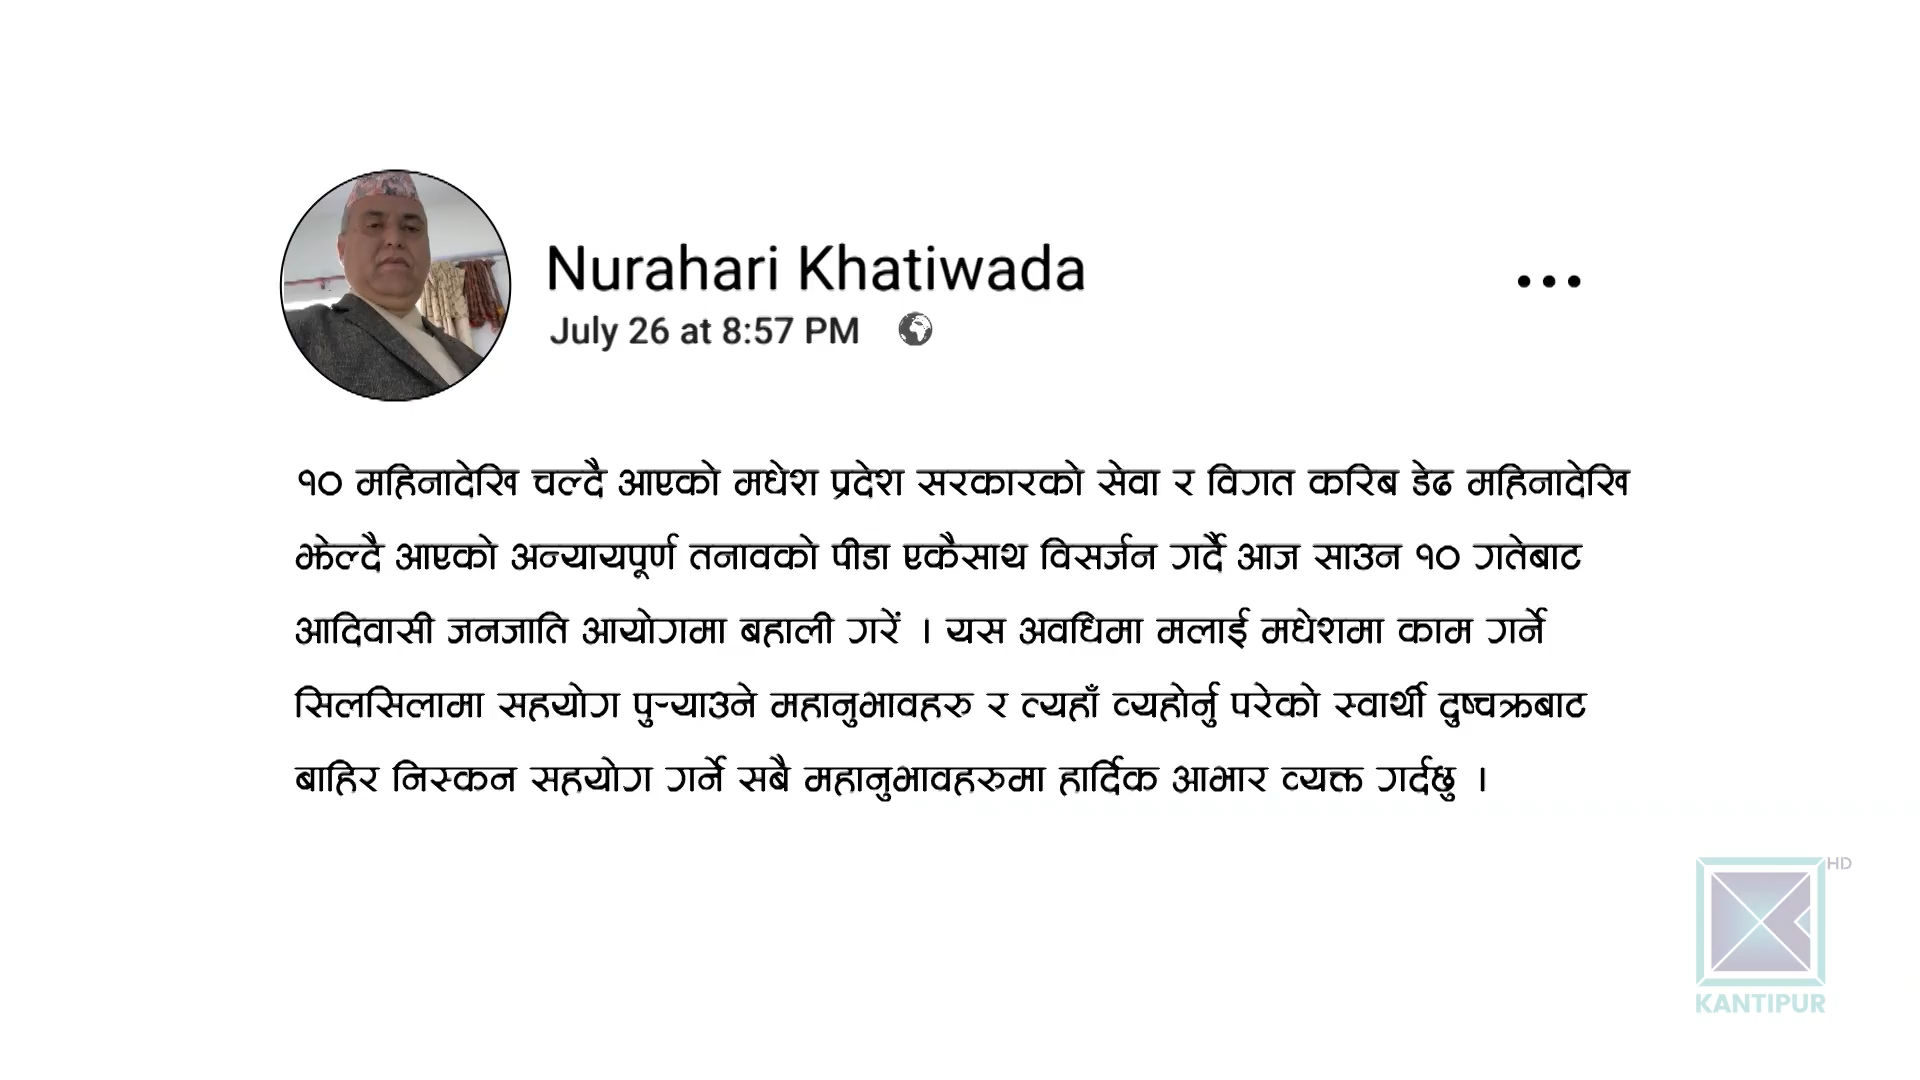 Nurahari Khatiwada
July 26 at 8:57 PM
१० महिनादेखि चल्दै आएको मधेश प्रदेश सरकारको सेवा र विगत करिब डेढ महिनादेखि
झेल्दै आएको अन्यायपूर्ण तनावको पीडा एकैसाथ विसर्जन गर्दै आज साउन १० गतेबाट
आदिवासी जनजाति आयोगमा बहाली गरें । यस अवधिमा मलाई मधेशमा काम गर्ने
सिलसिलामा सहयोग पुऱ्याउने महानुभावहरु र त्यहाँ व्यहोर्नु परेको स्वार्थी दुष्चक्रबाट
बाहिर निस्कन सहयोग गर्ने सबै महानुभावहरुमा हार्दिक आभार व्यक्त गर्दछु ।
HD
KANTIPUR